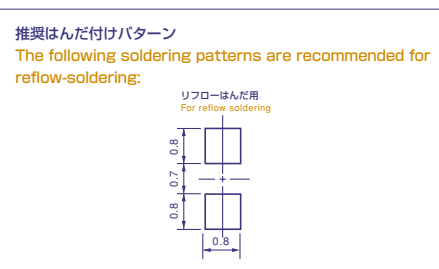 推奨はんだ付けパターン
The following soldering patterns are recommended for
reflow-soldering:
リフローはんだ用
For reflow soldering
0.8
0.7
0.8
0.8